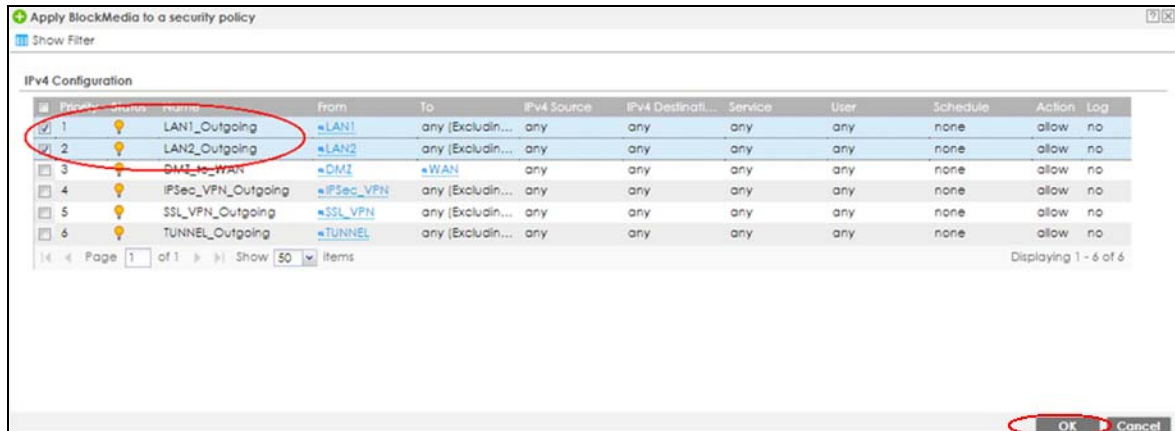 Apply BlockMedia to a security policy
Show Filter
IPv4 Configuration
Priority Status Name From To IPv4 Source IPv4 Destinati... Service User Schedule Action Log
1 LAN1_Outgoing LAN1 any (Excludin... any any any any none allow no
2 LAN2_Outgoing LAN2 any (Excludin... any any any any none allow no
3 DMZ_to_WAN DMZ WAN any any any any none allow no
4 IPSec_VPN_Outgoing IPSec_VPN any (Excludin... any any any any none allow no
5 SSL_VPN_Outgoing SSL_VPN any (Excludin... any any any any none allow no
6 TUNNEL_Outgoing TUNNEL any (Excludin... any any any any none allow no
Page 1 of 1 Show 50 items Displaying 1 - 6 of 6
OK Cancel